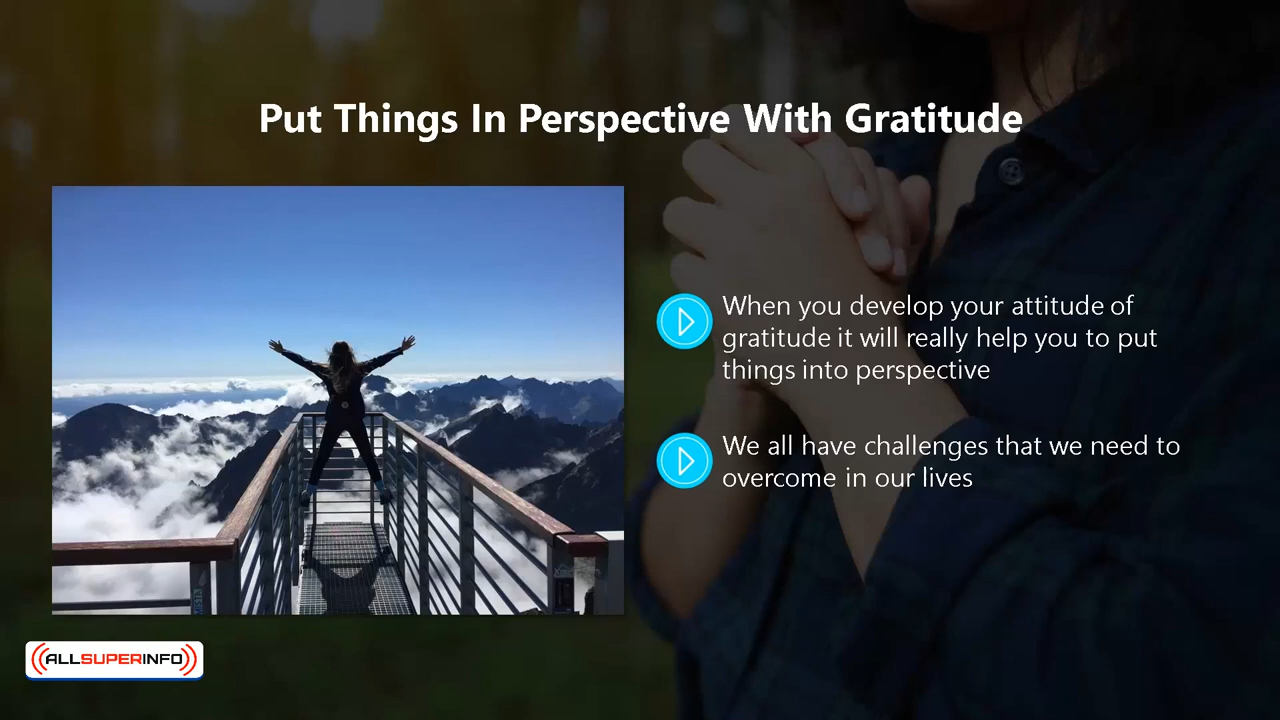 Put Things In Perspective With Gratitude
When you develop your attitude of
gratitude it will really help you to put
things into perspective
We all have challenges that we need to
overcome in our lives
ALLSUPERINFO